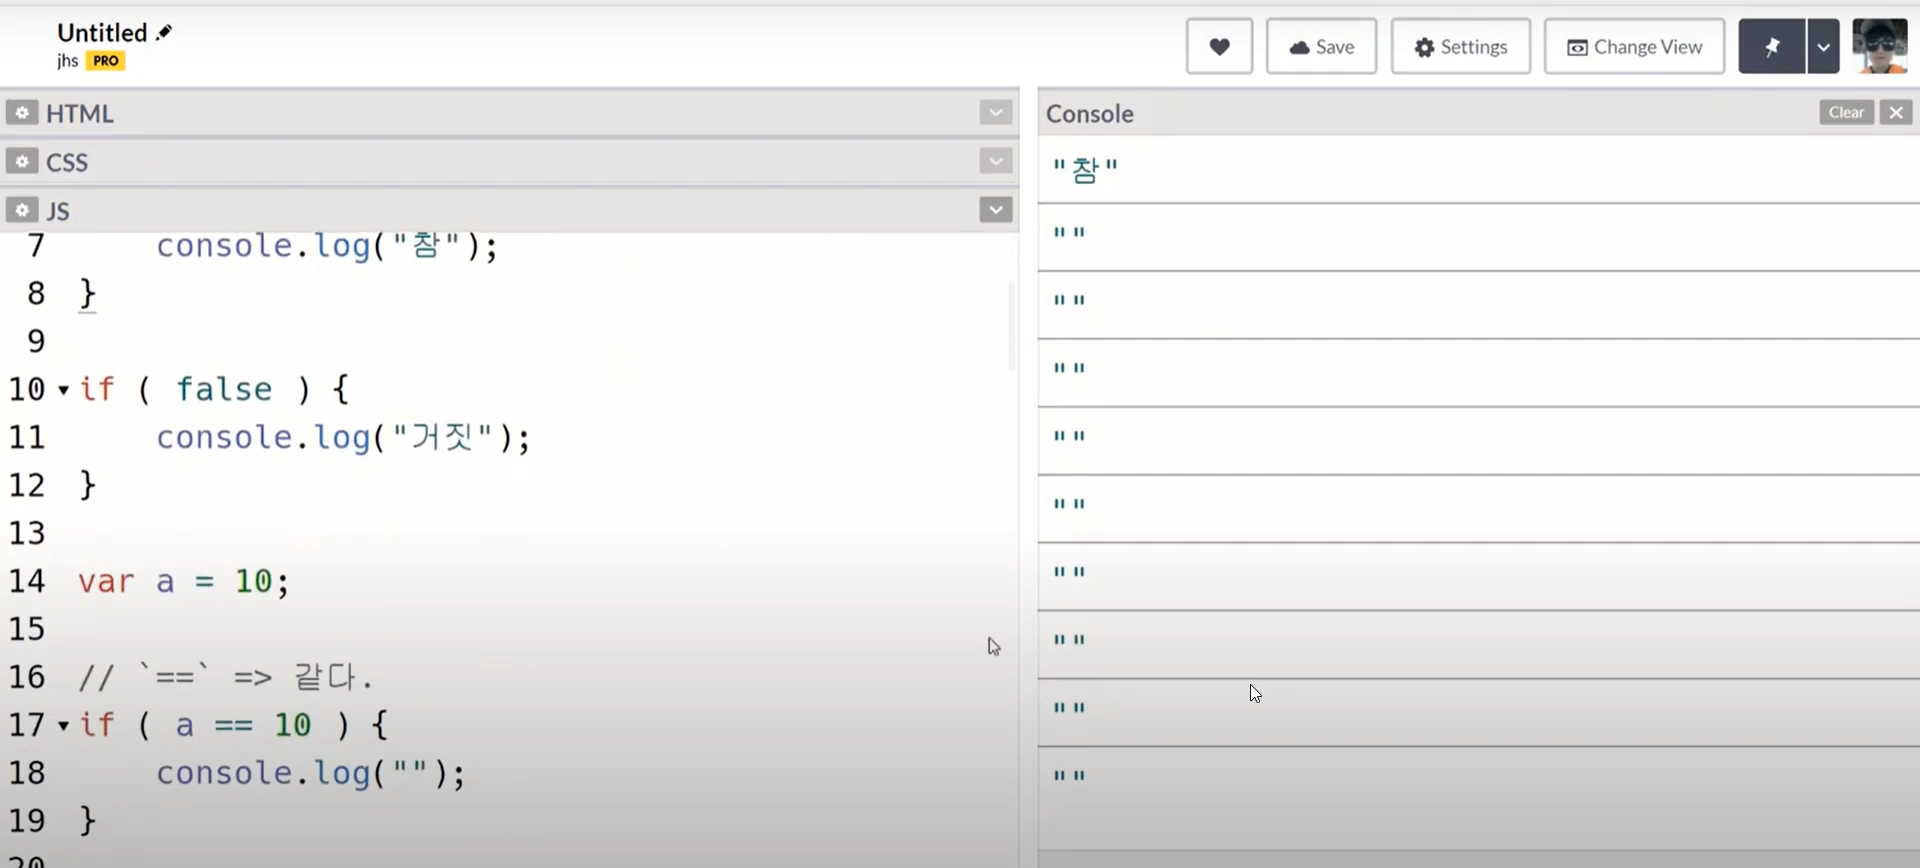 Untitled
jhs PRO
Save
Settings
Change View
HTML
CSS
JS
7 console.log("참");
8 }
9
10 if ( false ) {
11 console.log("거짓");
12 }
13
14 var a = 10;
15
16 // `==` => 같다.
17 if ( a == 10 ) {
18 console.log("");
19 }
20
Console
Clear
"참"
""
""
""
""
""
""
""
""
""